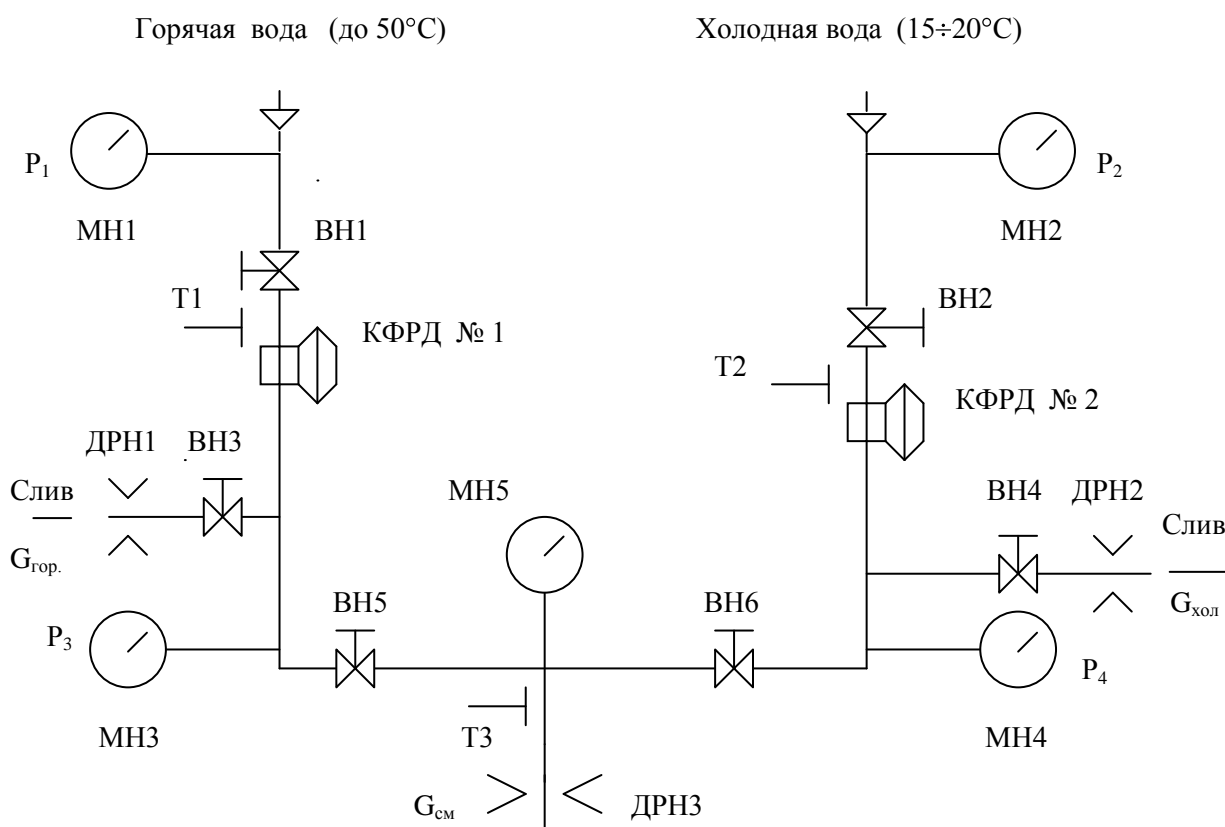 Горячая вода (до 50°С)
Холодная вода (15÷20°С)
P1
МН1
P2
МН2
ВН1
Т1
КФРД № 1
ВН2
Т2
КФРД № 2
ДРН1
ВН3
Слив
Gгор.
МН5
ВН4
ДРН2
Слив
Gхол
ВН5
ВН6
P3
МН3
P4
МН4
Т3
Gсм
ДРН3